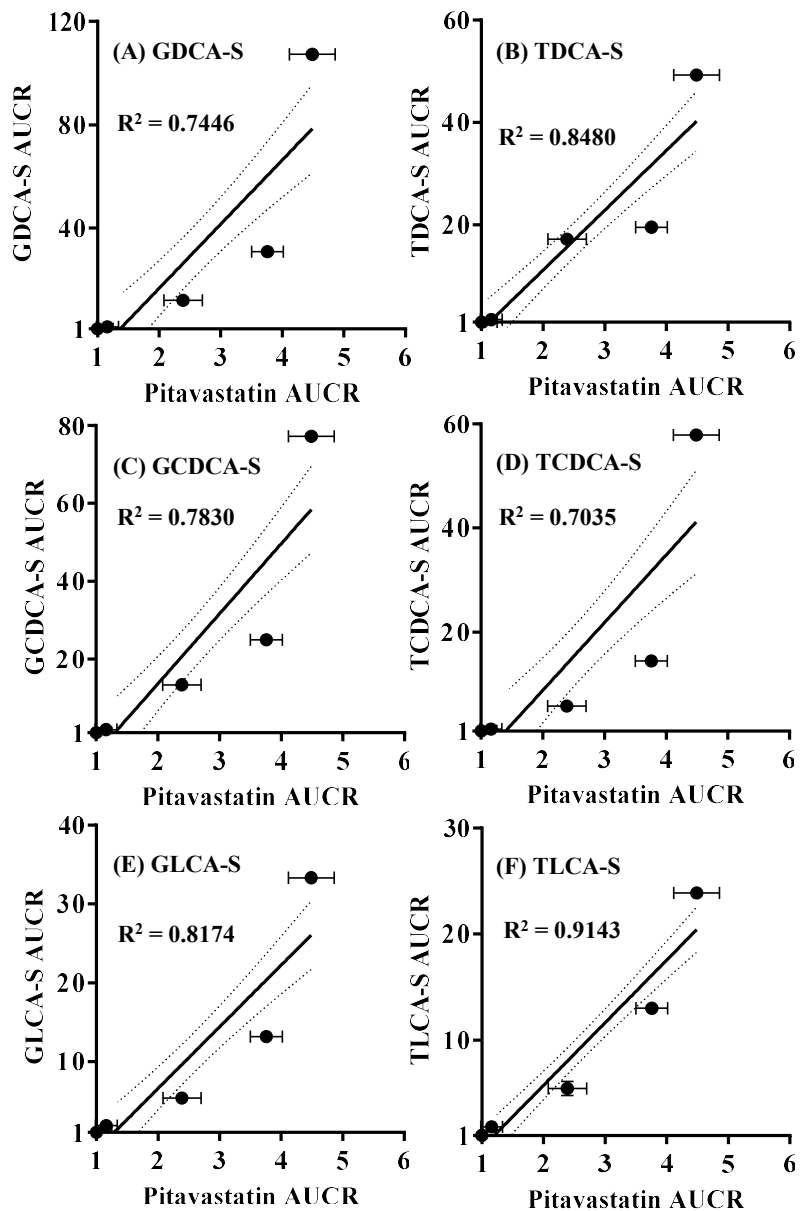 (A) GDCA-S
R² = 0.7446
GDCA-S AUCR
120
80
40
1
1 2 3 4 5 6
Pitavastatin AUCR
(B) TDCA-S
R² = 0.8480
TDCA-S AUCR
60
40
20
1
1 2 3 4 5 6
Pitavastatin AUCR
(C) GCDCA-S
R² = 0.7830
GCDCA-S AUCR
80
60
40
20
1
1 2 3 4 5 6
Pitavastatin AUCR
(D) TCDCA-S
R² = 0.7035
TCDCA-S AUCR
60
40
20
1
1 2 3 4 5 6
Pitavastatin AUCR
(E) GLCA-S
R² = 0.8174
GLCA-S AUCR
40
30
20
10
1
1 2 3 4 5 6
Pitavastatin AUCR
(F) TLCA-S
R² = 0.9143
TLCA-S AUCR
30
20
10
1
1 2 3 4 5 6
Pitavastatin AUCR